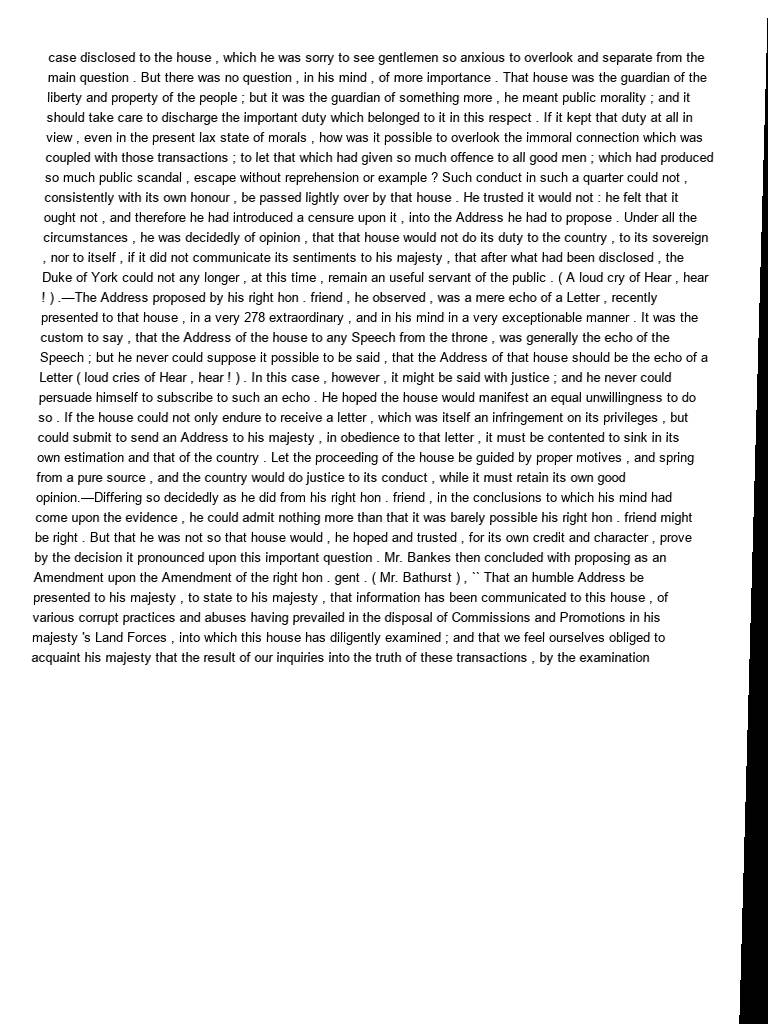 case disclosed to the house , which he was sorry to see gentlemen so anxious to overlook and separate from the
main question . But there was no question , in his mind , of more importance . That house was the guardian of the
liberty and property of the people ; but it was the guardian of something more , he meant public morality ; and it
should take care to discharge the important duty which belonged to it in this respect . If it kept that duty at all in
view , even in the present lax state of morals , how was it possible to overlook the immoral connection which was
coupled with those transactions ; to let that which had given so much offence to all good men ; which had produced
so much public scandal , escape without reprehension or example ? Such conduct in such a quarter could not ,
consistently with its own honour , be passed lightly over by that house . He trusted it would not : he felt that it
ought not , and therefore he had introduced a censure upon it , into the Address he had to propose . Under all the
circumstances , he was decidedly of opinion , that that house would not do its duty to the country , to its sovereign
, nor to itself , if it did not communicate its sentiments to his majesty , that after what had been disclosed , the
Duke of York could not any longer , at this time , remain an useful servant of the public . ( A loud cry of Hear , hear
! ) .—The Address proposed by his right hon . friend , he observed , was a mere echo of a Letter , recently
presented to that house , in a very 278 extraordinary , and in his mind in a very exceptionable manner . It was the
custom to say , that the Address of the house to any Speech from the throne , was generally the echo of the
Speech ; but he never could suppose it possible to be said , that the Address of that house should be the echo of a
Letter ( loud cries of Hear , hear ! ) . In this case , however , it might be said with justice ; and he never could
persuade himself to subscribe to such an echo . He hoped the house would manifest an equal unwillingness to do
so . If the house could not only endure to receive a letter , which was itself an infringement on its privileges , but
could submit to send an Address to his majesty , in obedience to that letter , it must be contented to sink in its
own estimation and that of the country . Let the proceeding of the house be guided by proper motives , and spring
from a pure source , and the country would do justice to its conduct , while it must retain its own good
opinion.—Differing so decidedly as he did from his right hon . friend , in the conclusions to which his mind had
come upon the evidence , he could admit nothing more than that it was barely possible his right hon . friend might
be right . But that he was not so that house would , he hoped and trusted , for its own credit and character , prove
by the decision it pronounced upon this important question . Mr. Bankes then concluded with proposing as an
Amendment upon the Amendment of the right hon . gent . ( Mr. Bathurst ) , `` That an humble Address be
presented to his majesty , to state to his majesty , that information has been communicated to this house , of
various corrupt practices and abuses having prevailed in the disposal of Commissions and Promotions in his
majesty 's Land Forces , into which this house has diligently examined ; and that we feel ourselves obliged to
acquaint his majesty that the result of our inquiries into the truth of these transactions , by the examination